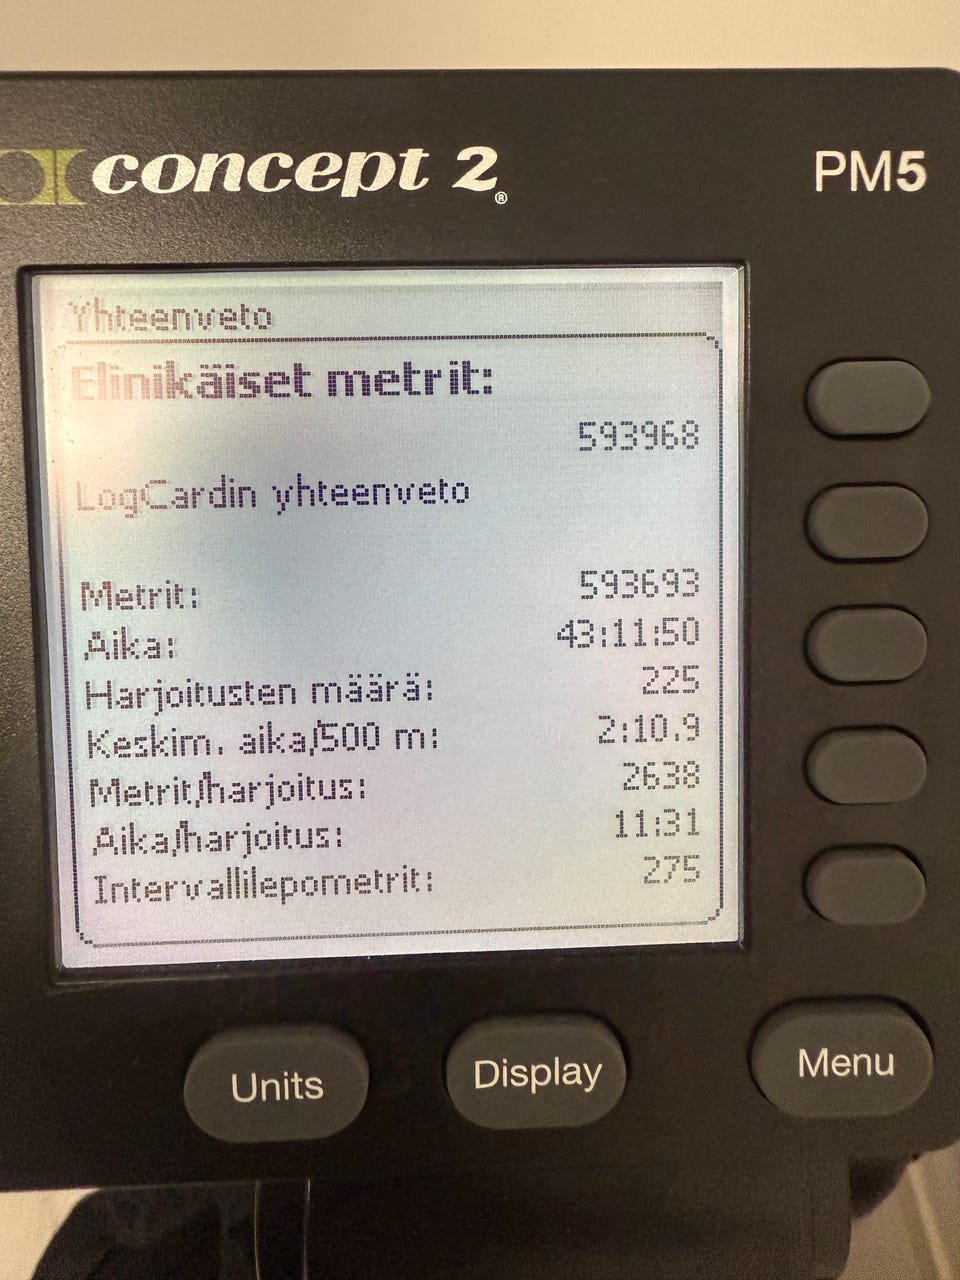 concept 2®
PM5
Yhteenveto
Elinikäiset metrit:
593968
LogCardin yhteenveto
Metrit: 593693
Aika: 43:11:50
Harjoitusten määrä: 225
Keskim. aika/500 m: 2:10.9
Metrit/harjoitus: 2638
Aika/harjoitus: 11:31
Intervallilepometrit: 275
Units
Display
Menu